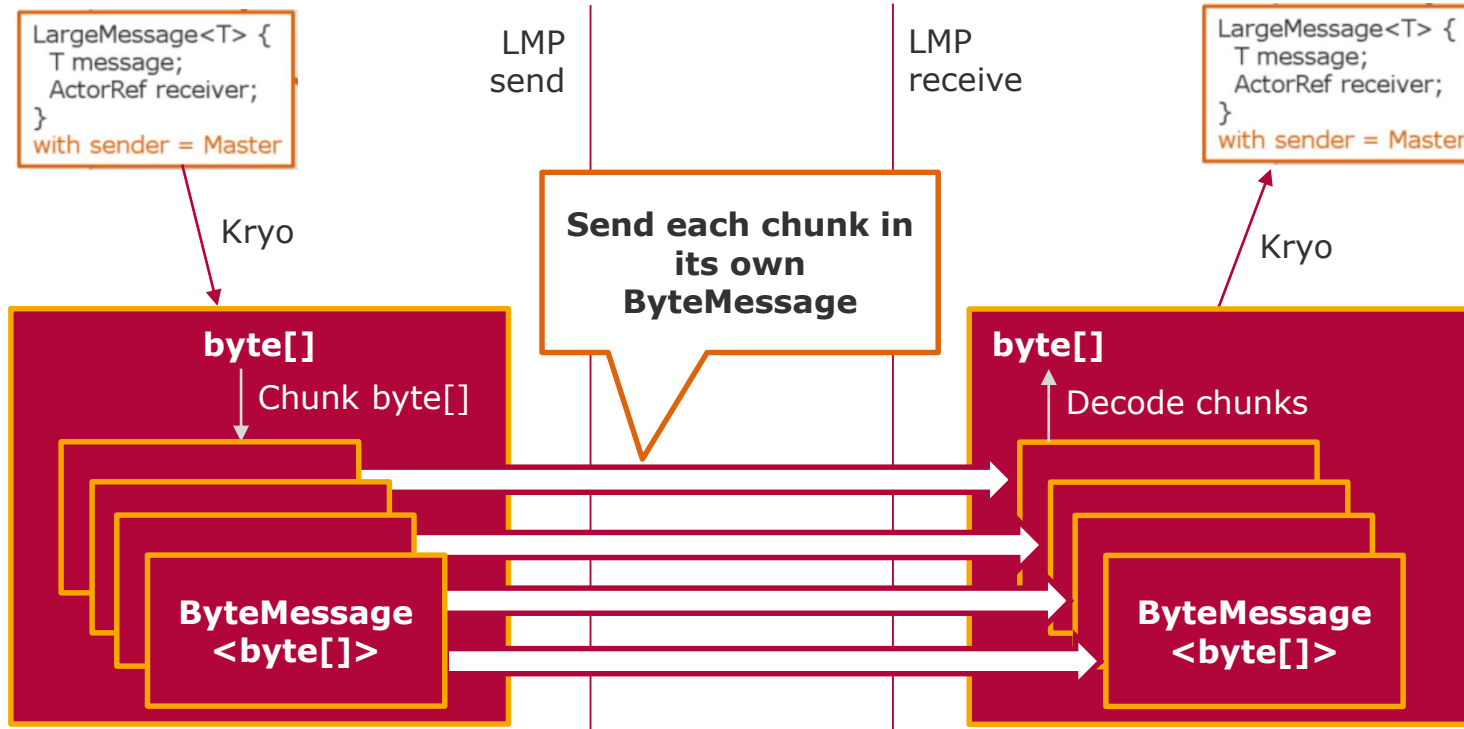 LargeMessage<T> {
T message;
ActorRef receiver;
}
with sender = Master
LMP
send
LMP
receive
LargeMessage<T> {
T message;
ActorRef receiver;
}
with sender = Master
Kryo
Send each chunk in
its own
ByteMessage
Kryo
byte[]
Chunk byte[]
byte[]
Decode chunks
ByteMessage
<byte[]>
ByteMessage
<byte[]>